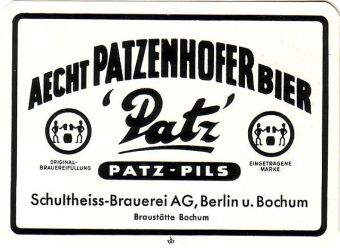 AECHT PATZENHOFER BIER
'Patz'
PATZ-PILS
ORIGINAL-
BRAUEREIFÜLLUNG
EINGETRAGENE
MARKE
Schultheiss-Brauerei AG, Berlin u. Bochum
Braustätte Bochum